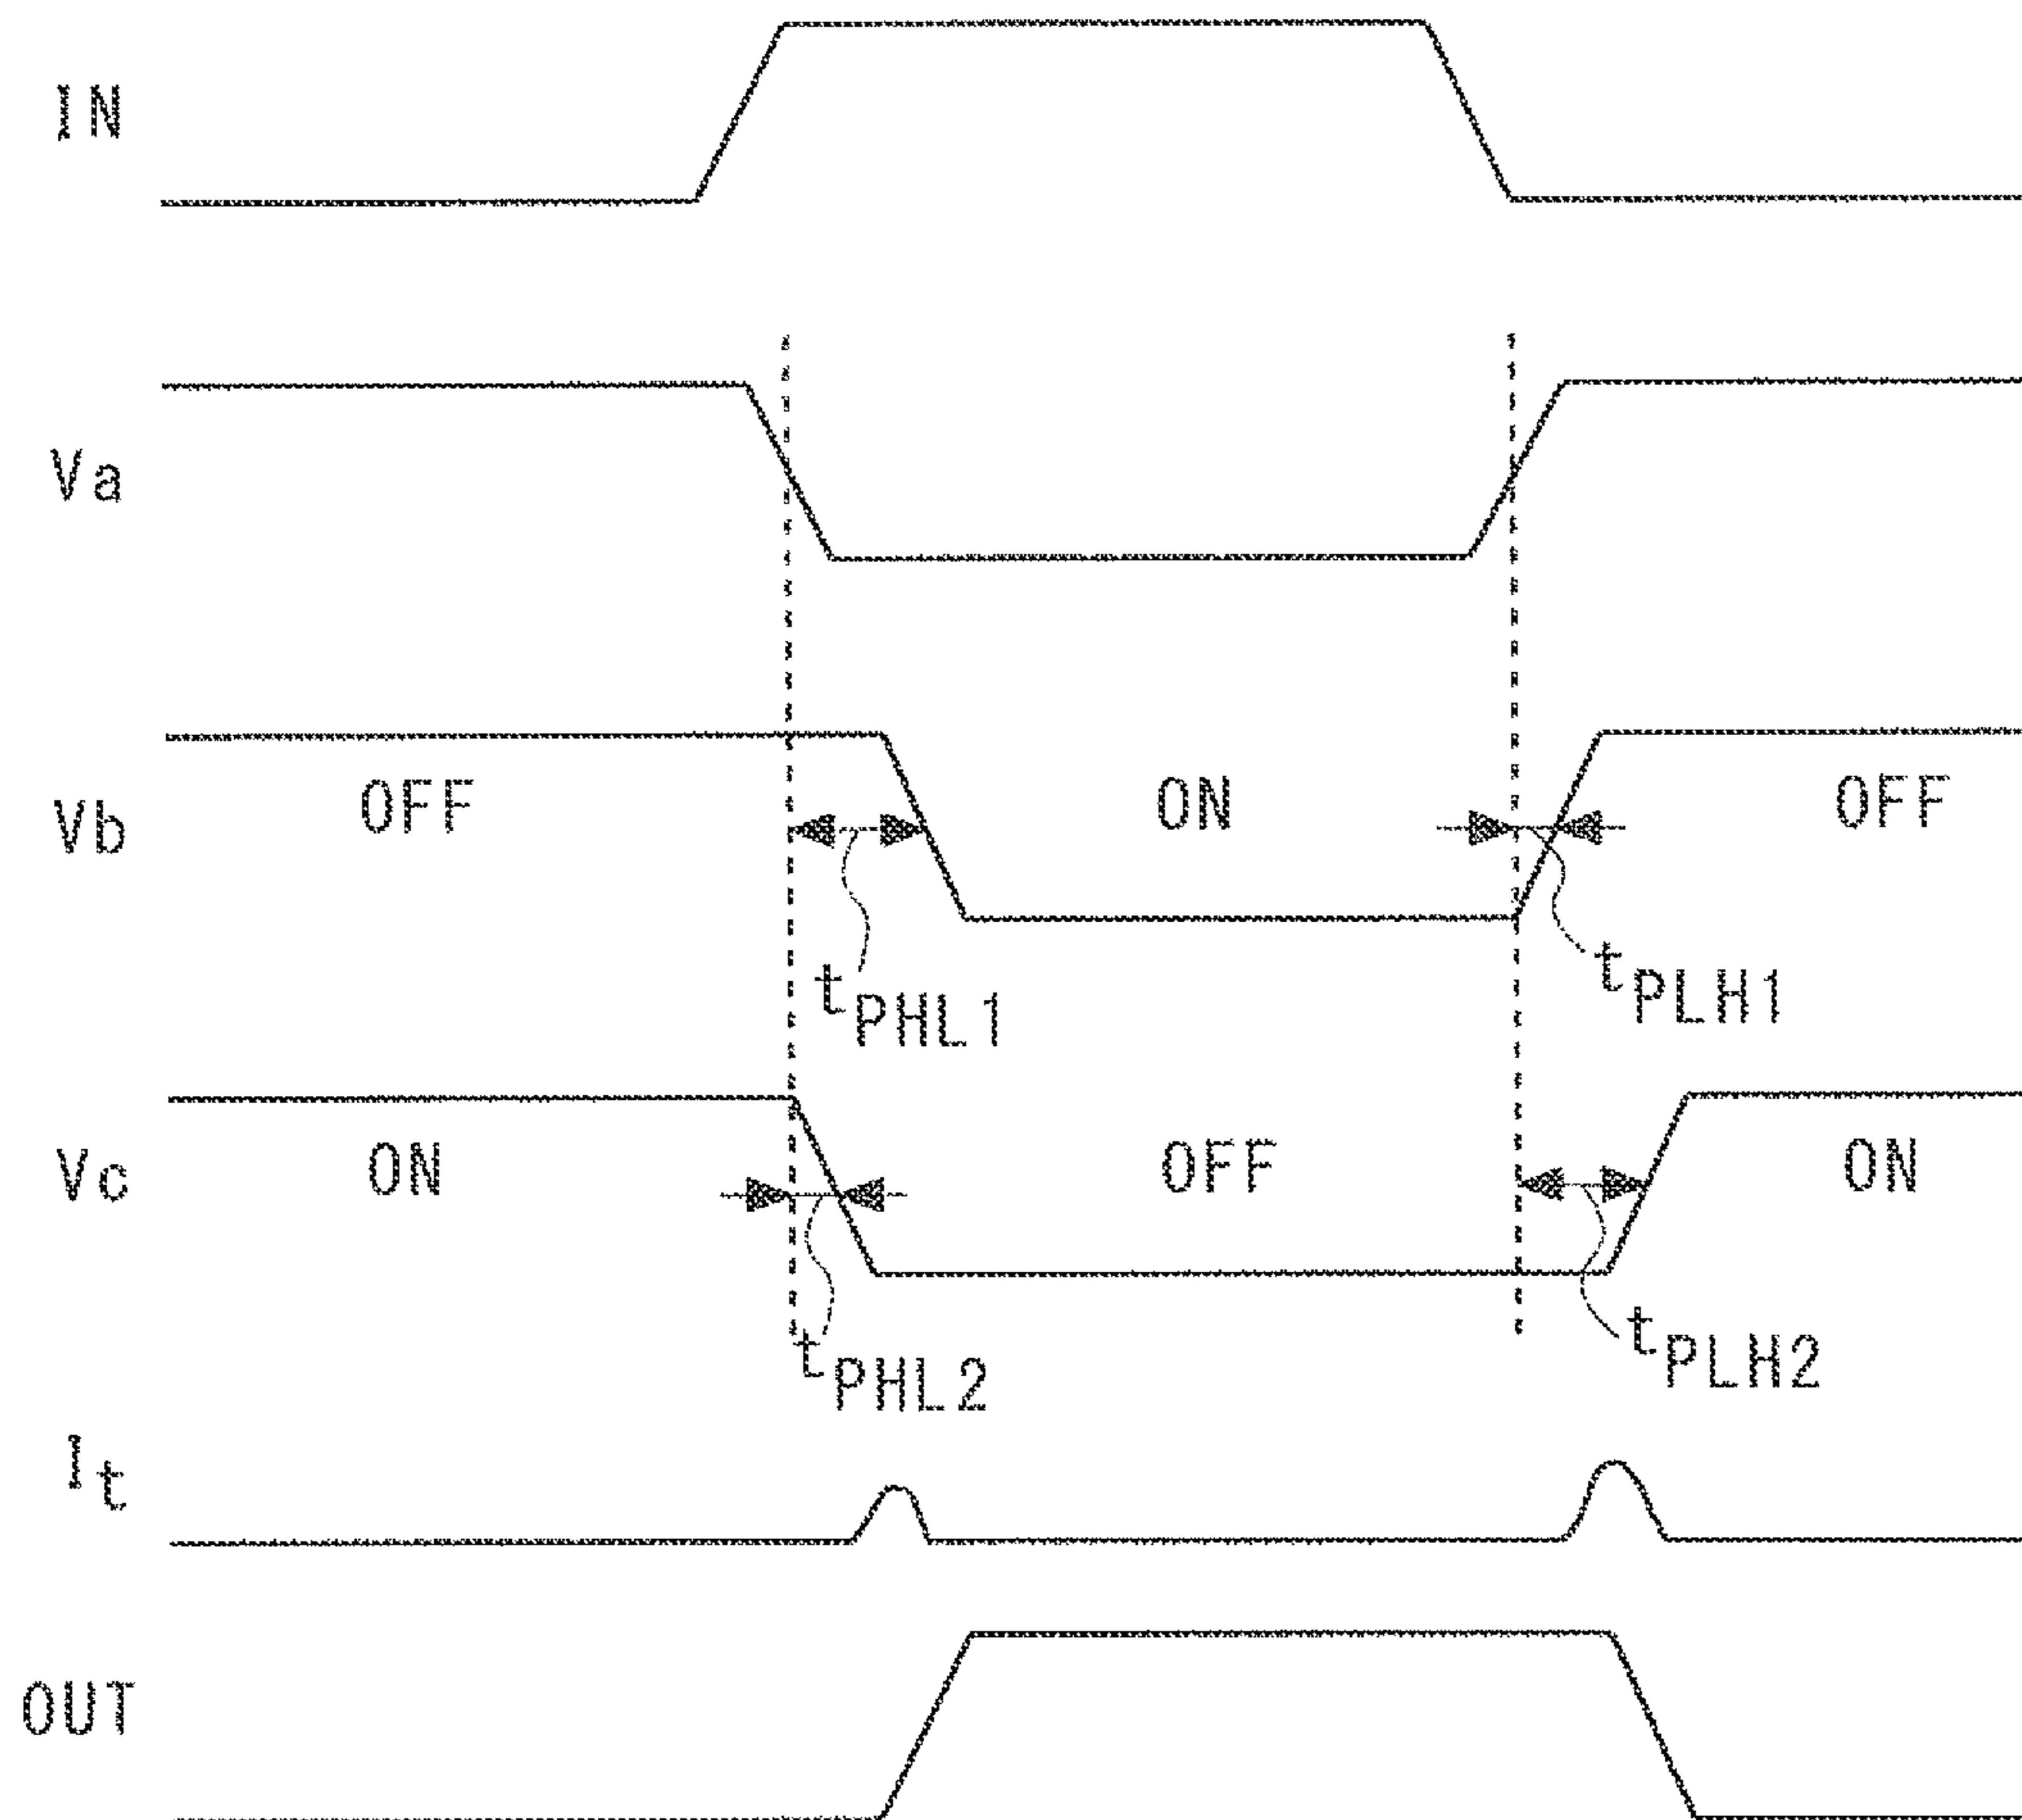 IN
Va
Vb OFF ON OFF
tPHL1 tPLH1
Vc ON OFF ON
tPHL2 tPLH2
It
OUT